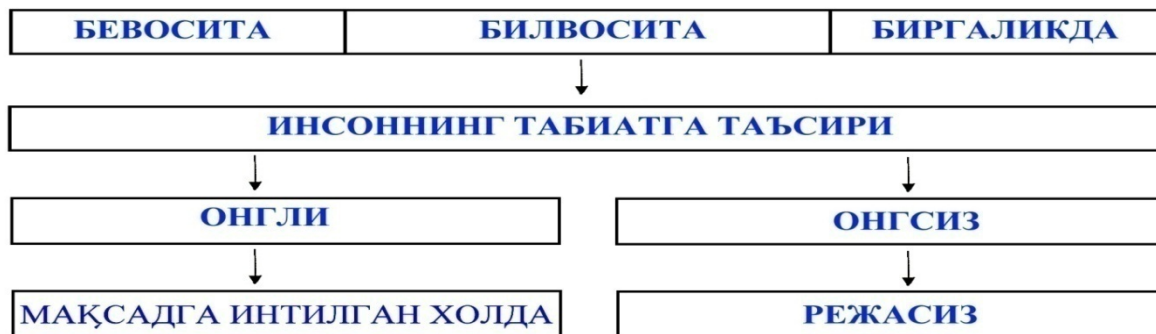 БЕВОСИТА БИЛВОСИТА БИРГАЛИКДА
ИНСОННИНГ ТАБИАТГА ТАЪСИРИ
ОНГЛИ ОНГСИЗ
МАҚСАДГА ИНТИЛГАН ХОЛДА РЕЖАСИЗ